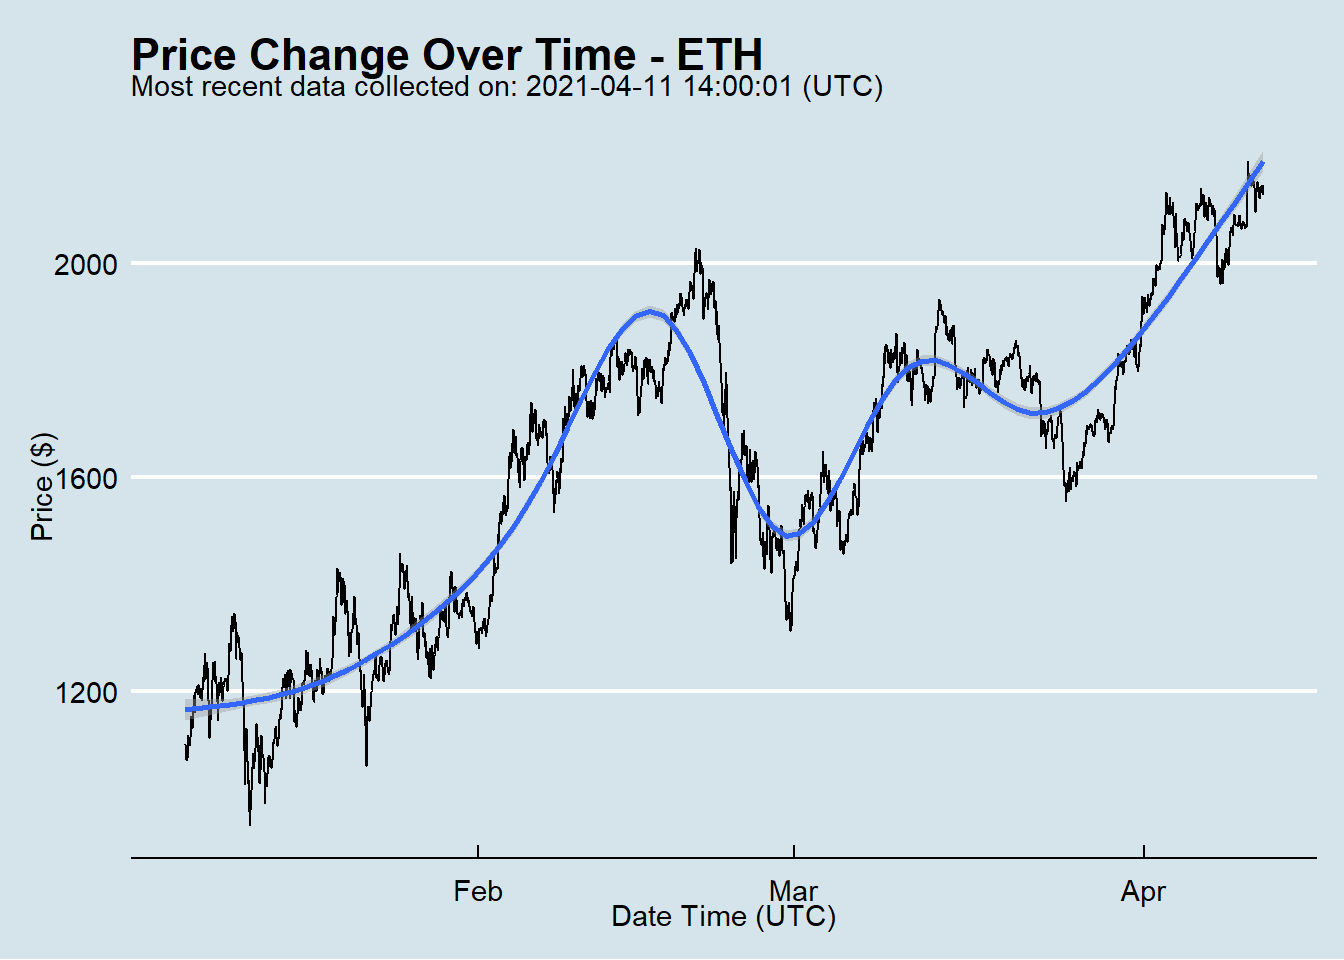 Price Change Over Time - ETH
Most recent data collected on: 2021-04-11 14:00:01 (UTC)
Price ($)
2000
1600
1200
Feb Mar Apr
Date Time (UTC)